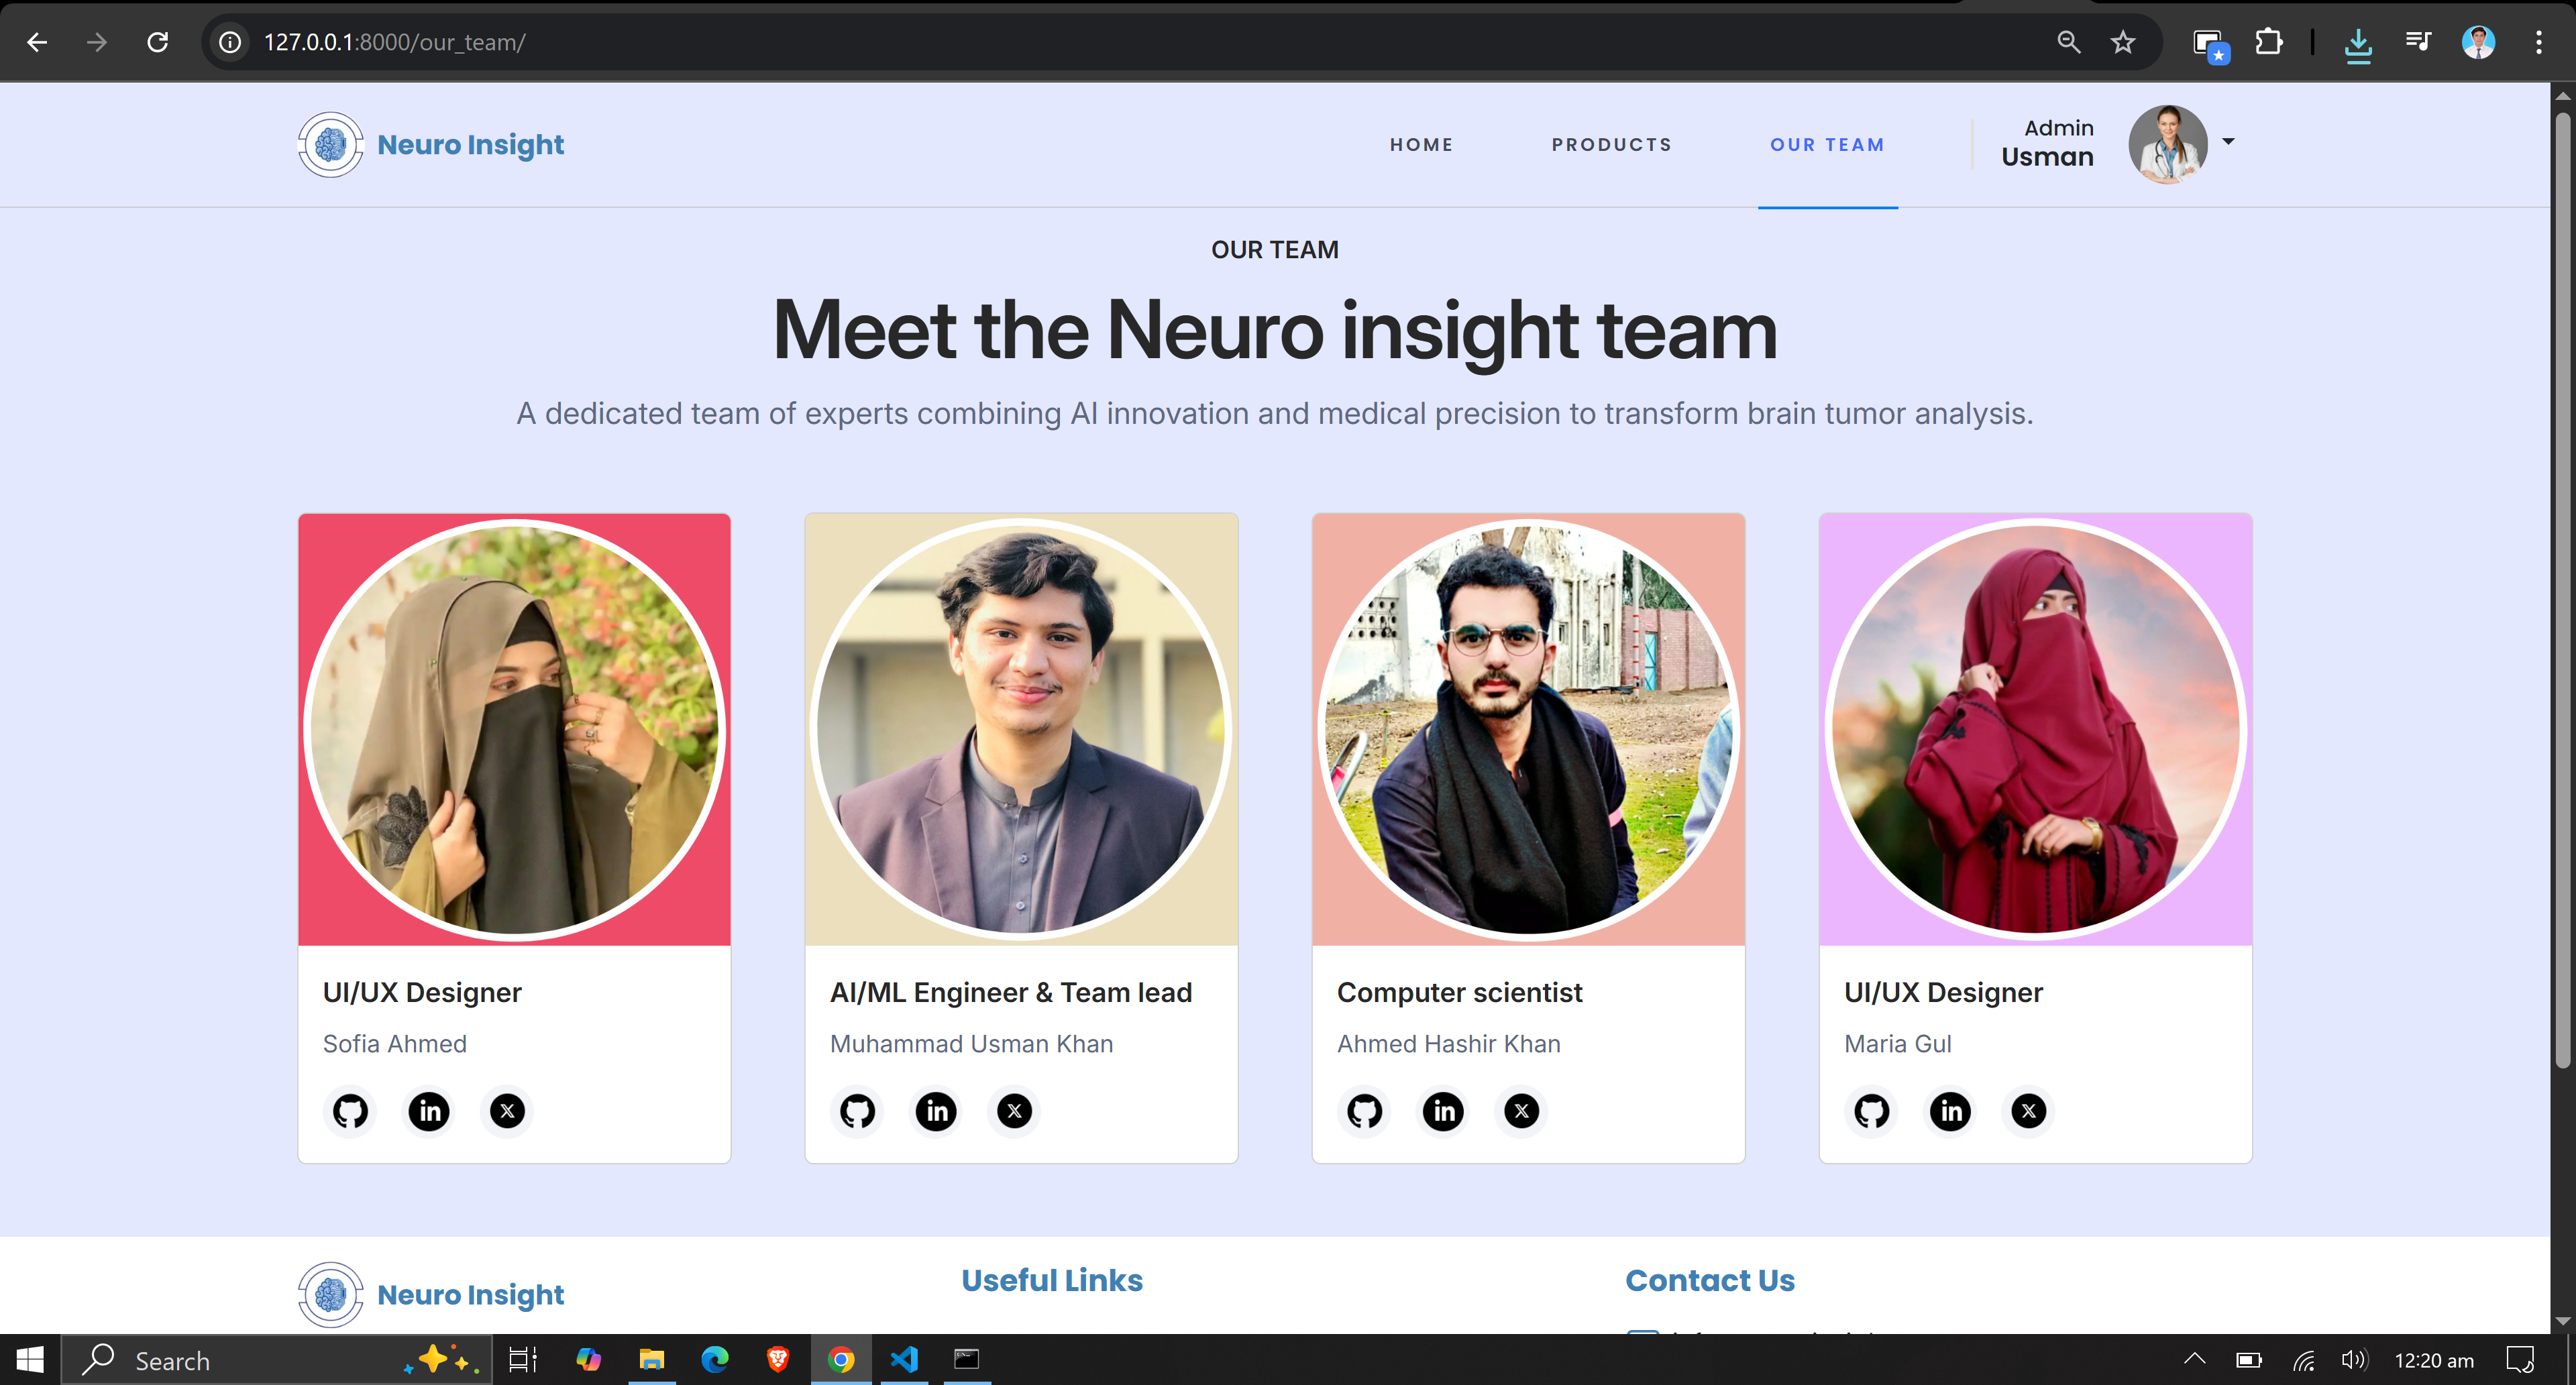 127.0.0.1:8000/our_team/
Neuro Insight
HOME
PRODUCTS
OUR TEAM
Admin
Usman
OUR TEAM
Meet the Neuro insight team
A dedicated team of experts combining AI innovation and medical precision to transform brain tumor analysis.
UI/UX Designer
Sofia Ahmed
AI/ML Engineer & Team lead
Muhammad Usman Khan
Computer scientist
Ahmed Hashir Khan
UI/UX Designer
Maria Gul
Neuro Insight
Useful Links
Contact Us
Search
12:20 am